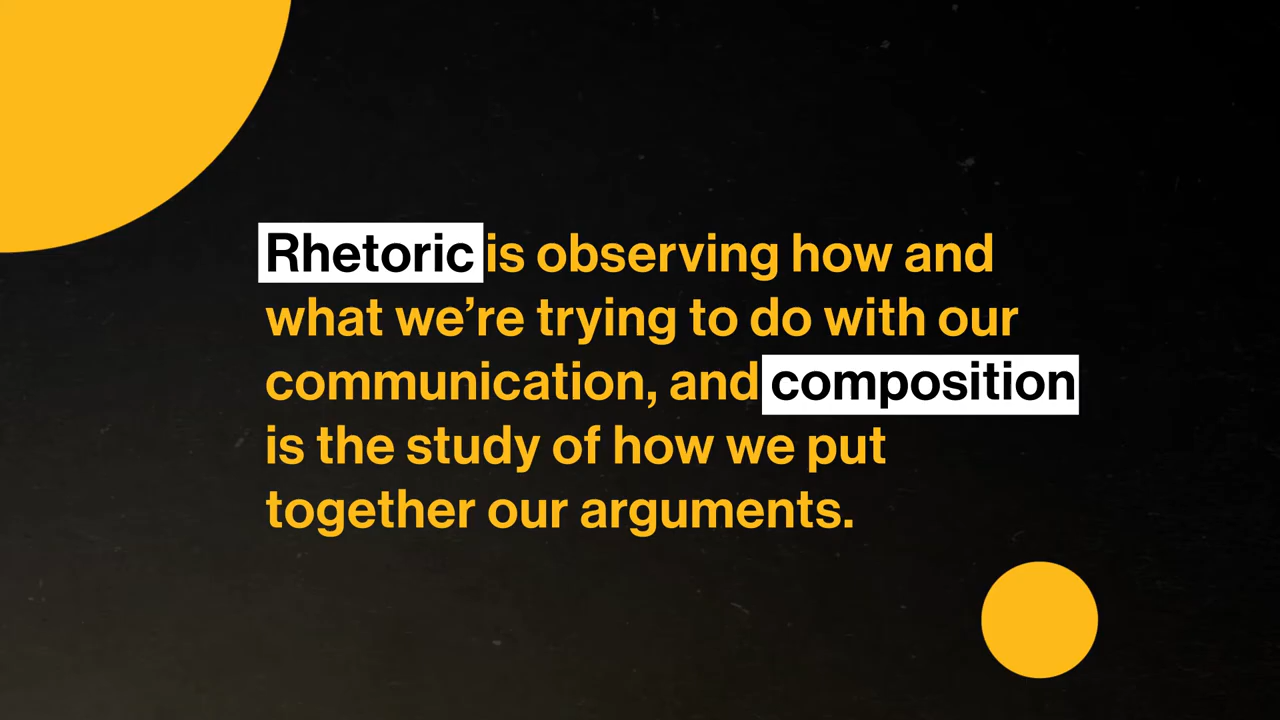 Rhetoric is observing how and
what we’re trying to do with our
communication, and composition
is the study of how we put
together our arguments.